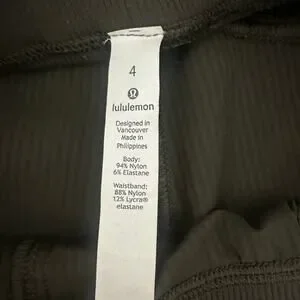 4
lululemon
Designed in
Vancouver
Made in
Philippines
Body:
94% Nylon
6% Elastane
Waistband:
88% Nylon
12% Lycra®
elastane